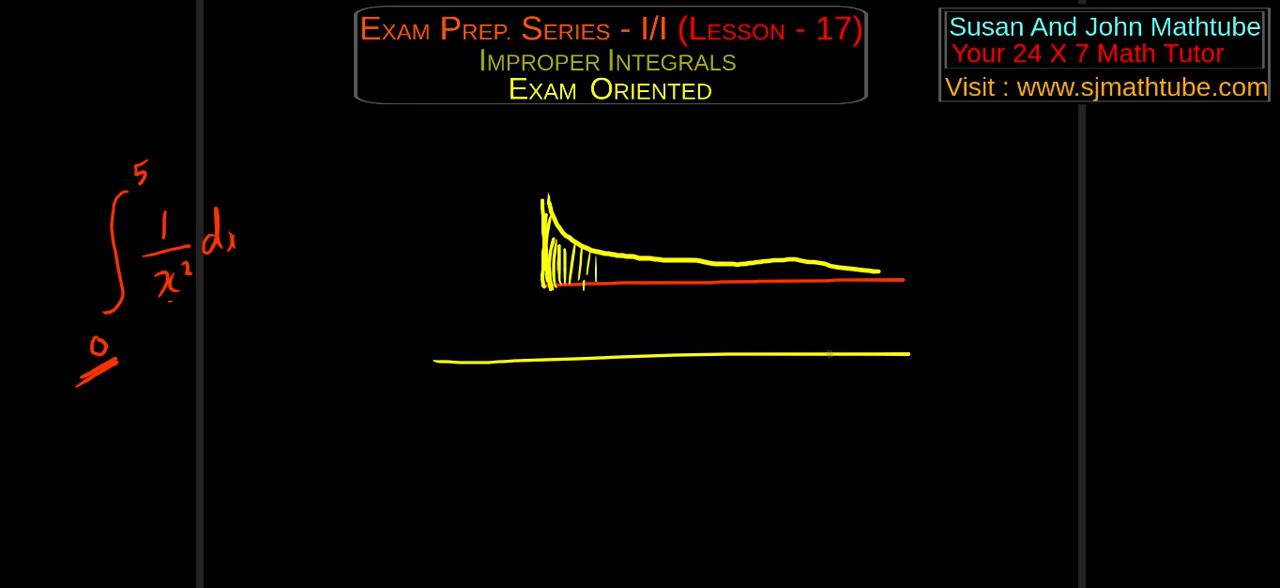 Exam Prep. Series - I/I (Lesson - 17)
Improper Integrals
Exam Oriented
Susan And John Mathtube
Your 24 X 7 Math Tutor
Visit : www.sjmathtube.com
∫₀⁵ 1/x² dx